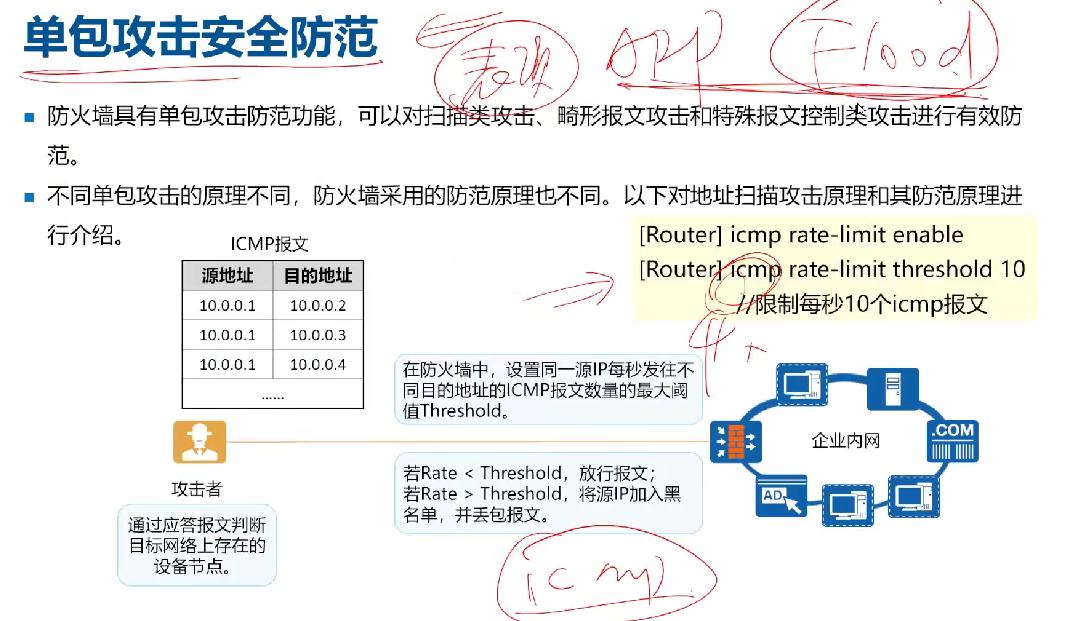 单包攻击安全防范
表项 APP Flood
防火墙具有单包攻击防范功能，可以对扫描类攻击、畸形报文攻击和特殊报文控制类攻击进行有效防
范。
不同单包攻击的原理不同，防火墙采用的防范原理也不同。以下对地址扫描攻击原理和其防范原理进
行介绍。
ICMP报文
源地址 目的地址
10.0.0.1 10.0.0.2
10.0.0.1 10.0.0.3
10.0.0.1 10.0.0.4
......
[Router] icmp rate-limit enable
[Router] icmp rate-limit threshold 10
//限制每秒10个icmp报文
在防火墙中，设置同一源IP每秒发往不
同目的地址的ICMP报文数量的最大阈
值Threshold。
攻击者
若Rate < Threshold，放行报文；
若Rate > Threshold，将源IP加入黑
名单，并丢包报文。
通过应答报文判断
目标网络上存在的
设备节点。
企业内网
.COM
AD
icmp